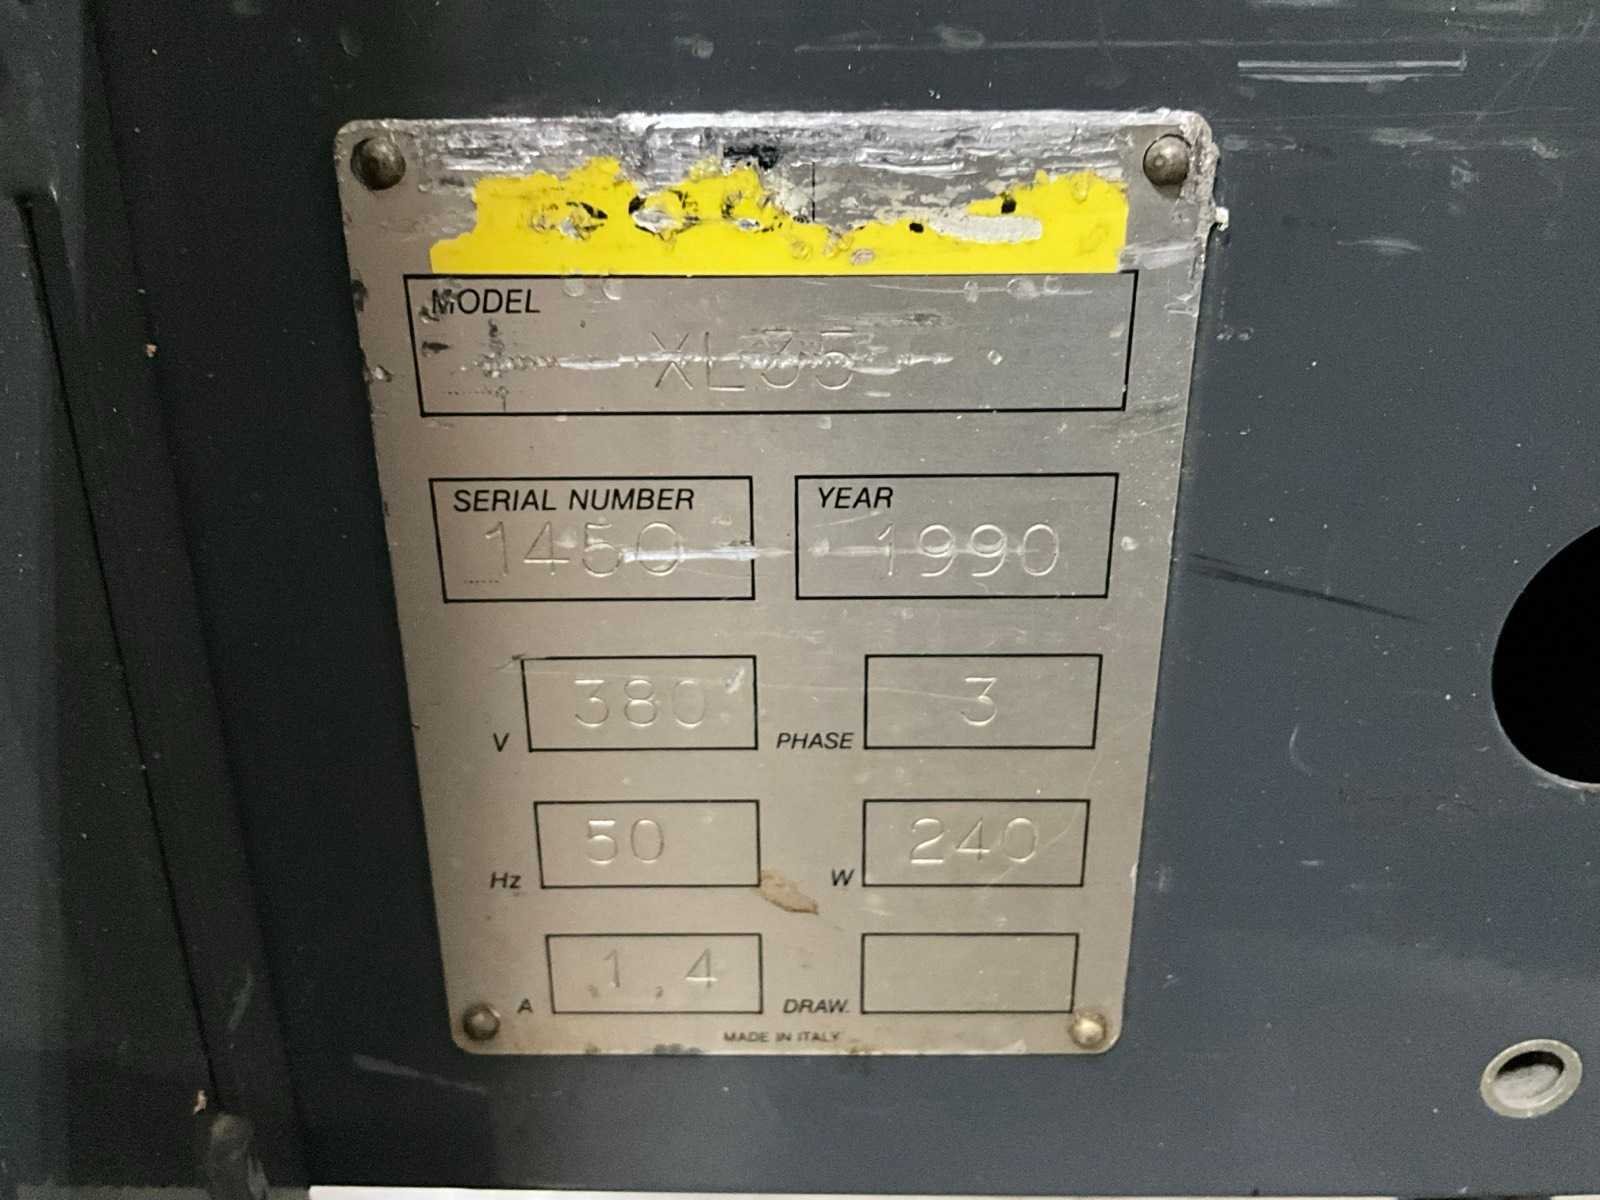 MODEL
XL35
SERIAL NUMBER
1450
YEAR
1990
V 380
PHASE 3
Hz 50
W 240
A 1,4
DRAW.
MADE IN ITALY